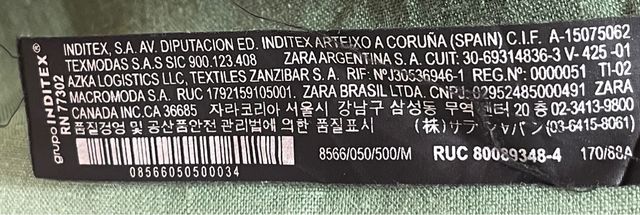 grupo INDITEX®
RN 77302
INDITEX, S.A. AV. DIPUTACION ED. INDITEX ARTEIXO A CORUÑA (SPAIN) C.I.F. A-15075062
TEXMODAS S.A.S SIC 900.123.408 ZARA ARGENTINA S.A. CUIT: 30-69314836-3 V- 425 -01
AZKA LOGISTICS LLC, TEXTILES ZANZIBAR S.A. RIF: NºJ30536946-1 REG.Nº: 0000051 TI-02
MACROMODA S.A. RUC 1792159105001. ZARA BRASIL LTDA. CNPJ: 02952485000491 ZARA
CANADA INC.CA 36685 자라코리아 서울시 강남구 삼성동 무역 센터 20 층 02-3413-9800
품질경영 및 공산품안전 관리법에 의한 품질표시 (株) ザラ ジャパン (03-6415-8061)
8566/050/500/M RUC 80089348-4 170/88A
08566050500034